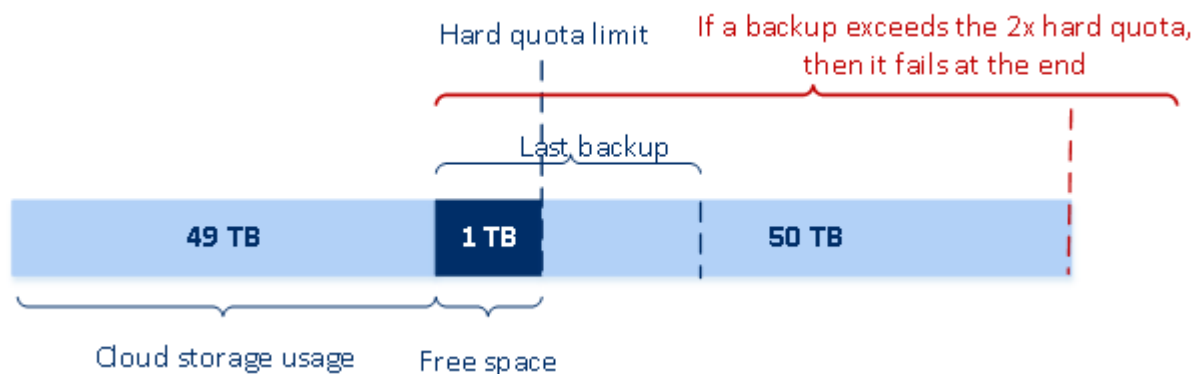 Hard quota limit
If a backup exceeds the 2x hard quota,
then it fails at the end
Last backup
49 TB
1 TB
50 TB
Cloud storage usage
Free space